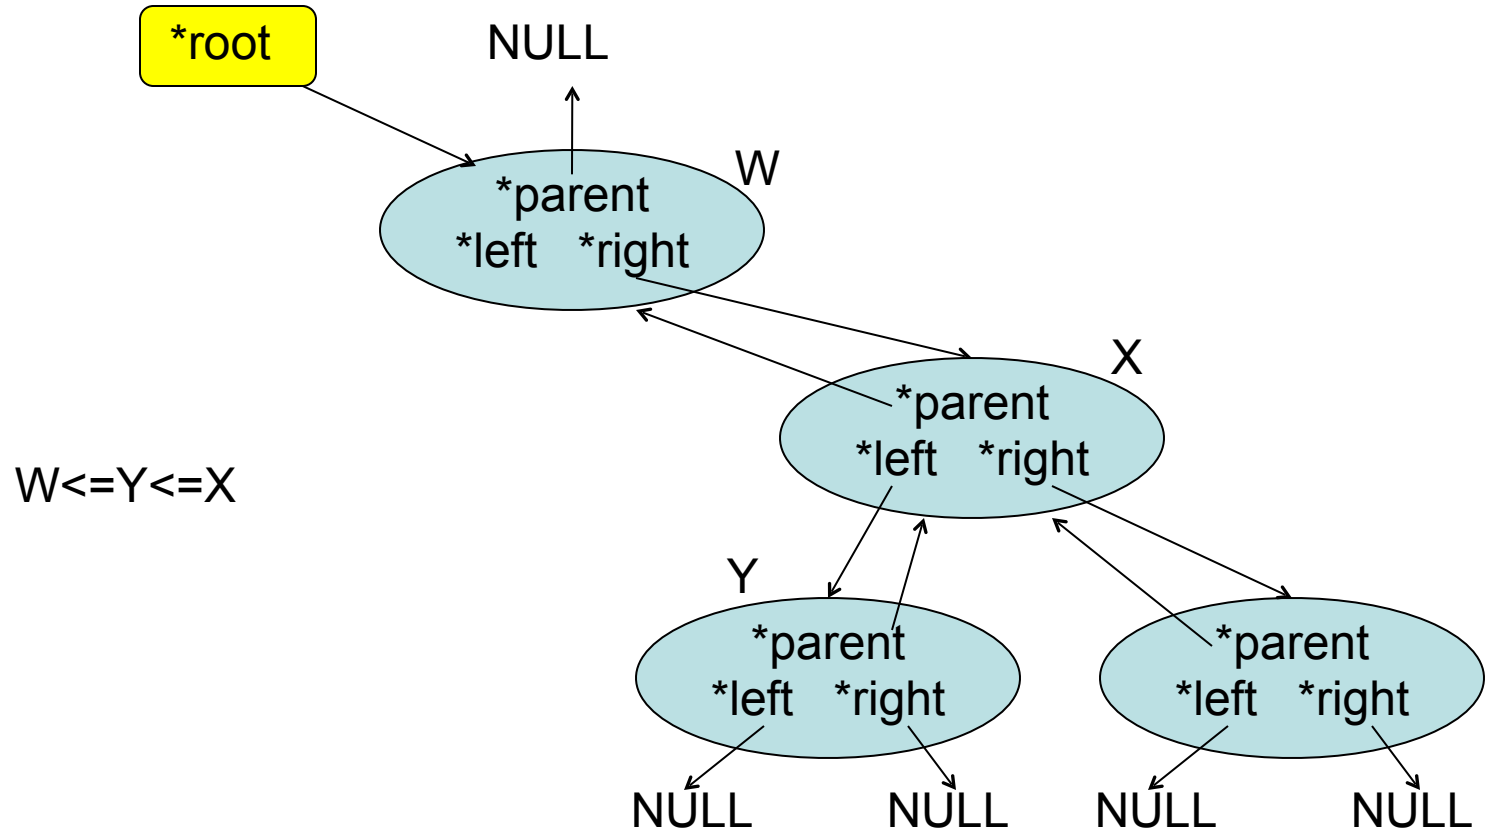 *root
NULL
W
*parent
*left *right
X
*parent
*left *right
W<=Y<=X
Y
*parent
*left *right
*parent
*left *right
NULL NULL NULL NULL